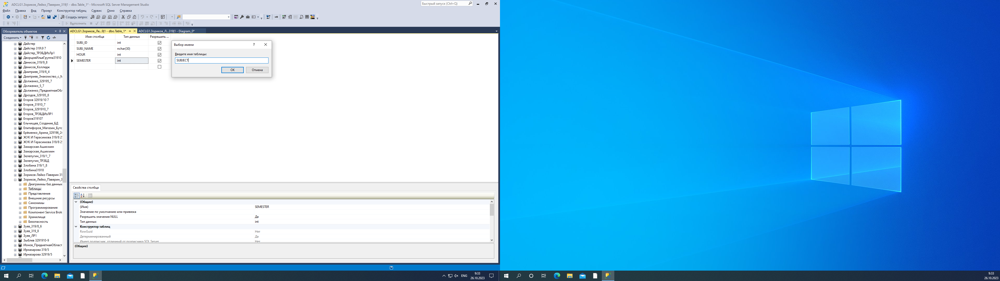 ADCLG1.Зориков_Лейко_Паверин_319|1 - dbo.Table_1* - Microsoft SQL Server Management Studio
Быстрый запуск (Ctrl+Q)
Файл Правка Вид Проект Конструктор таблиц Сервис Окно Справка
Создать запрос
Выполнить
Обозреватель объектов
Соединить
Дайстер
Дайстер 319\9 7
Дайстер_ТРЗБДИзЛр1
ДворцовИльяГруппа31910
Денисов_319/9_8
Денисов_Колледж
Дмитриев_319/6_4
Дмитриев_Знакомство_с_М
Долженко_329195_7
Долженко_5_7
Долженко_ПредметнаяОбл
Дроздов_329195_8
Егоров 32919/10 7
Егоров_31910_7
Егоров_3291910_7
Егоров_ТРЗБДИзЛР1
Егоров319107
Ельчищев_Создание_БД
Епитифоров_Магазин_Бутс
Ерёменко_Арина_329196_24
ЖУК И Герасимова 319/8 25
ЖУК И Герасимова 319/8 25
Зажарская Ашихмин
Зажарская_Ашихмин
Зелепугин_319/1_7
Зелепугин_ТРЗБД
Злобина 319/1_8
Злобина31918
Зориков Лейко Паверин 31
Зориков_Лейко_Паверин_3
Диаграммы баз данных
Таблицы
Представления
Внешние ресурсы
Синонимы
Программирование
Компонент Service Brok
Хранилище
Безопасность
Зуев_319/8_6
Зуев_319_8
Зуев_ЛР1
Зыблев 3291910-9
Ионов_ПредметнаяОбласт
Ирназарова 319/5
Ирназарова 32919/5
ADCLG1.Зориков_Ле...9|1 - dbo.Table_1* ADCLG1.Зориков_Л...319|1 - Diagram_0*
Имя столбца Тип данных Разрешить ...
SUBJ_ID int
SUBJ_NAME nchar(30)
HOUR int
SEMESTER int
Выбор имени ?
Введите имя таблицы:
SUBJECT
ОК Отмена
Свойства столбца
(Общие)
(Имя) SEMESTER
Значение по умолчанию или привязка
Разрешить значения NULL Да
Тип данных int
Конструктор таблиц
RowGuid Нет
Детерминированный Да
Имеет подписчик, отличный от подписчика SQL Server Нет
(Общие)
ENG
9:33
26.10.2023
9:33
26.10.2023